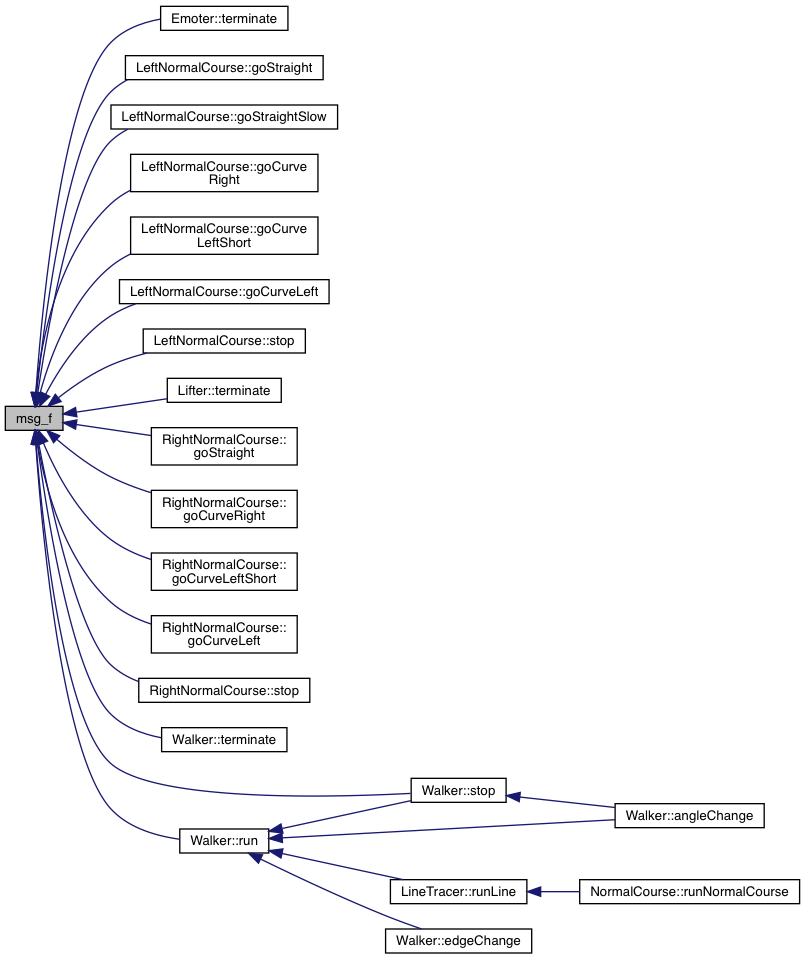 Emoter::terminate
LeftNormalCourse::goStraight
LeftNormalCourse::goStraightSlow
LeftNormalCourse::goCurve
Right
LeftNormalCourse::goCurve
LeftShort
LeftNormalCourse::goCurveLeft
LeftNormalCourse::stop
Lifter::terminate
msg_f
RightNormalCourse::
goStraight
RightNormalCourse::
goCurveRight
RightNormalCourse::
goCurveLeftShort
RightNormalCourse::
goCurveLeft
RightNormalCourse::stop
Walker::terminate
Walker::stop
Walker::angleChange
Walker::run
LineTracer::runLine
NormalCourse::runNormalCourse
Walker::edgeChange